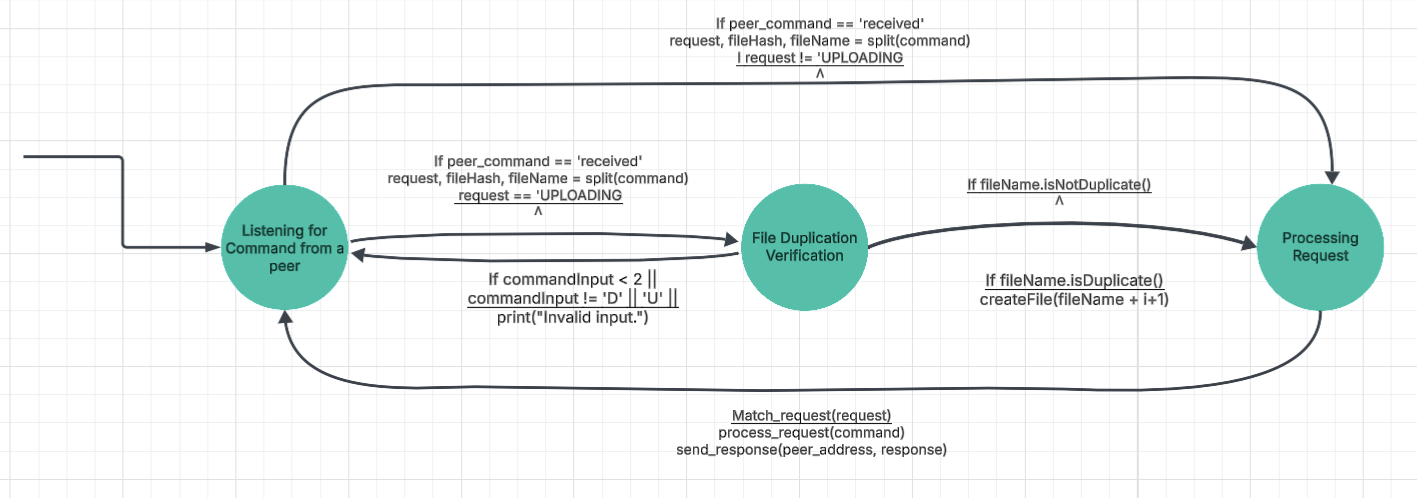 If peer_command == 'received'
request, fileHash, fileName = split(command)
I request != 'UPLOADING
Λ
If peer_command == 'received'
request, fileHash, fileName = split(command)
request == 'UPLOADING
Λ
If fileName.isNotDuplicate()
Λ
Listening for
Command from a
peer
File Duplication
Verification
Processing
Request
If commandInput < 2 ||
commandInput != 'D' || 'U' ||
print("Invalid input.")
If fileName.isDuplicate()
createFile(fileName + i+1)
Match_request(request)
process_request(command)
send_response(peer_address, response)